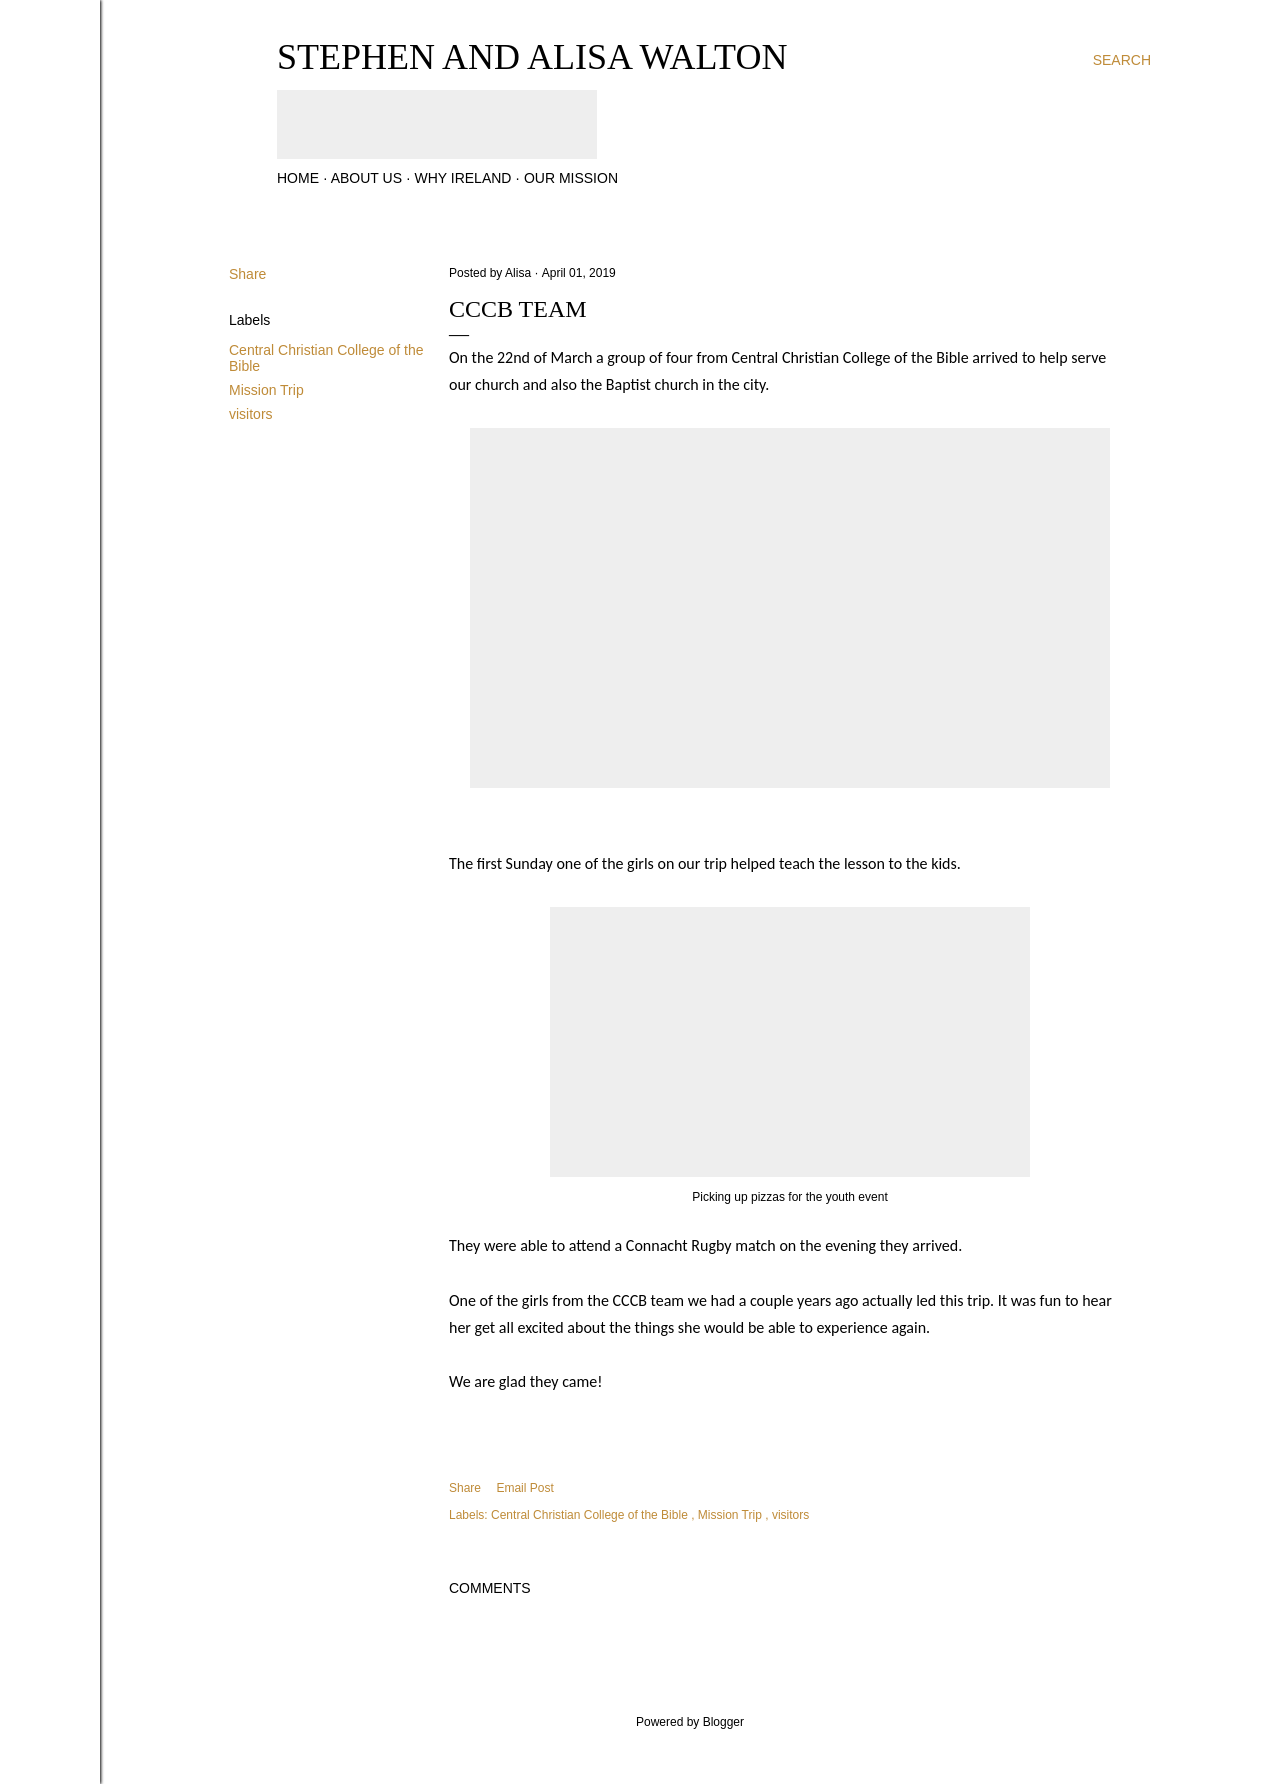 STEPHEN AND ALISA WALTON
SEARCH
HOME · ABOUT US · WHY IRELAND · OUR MISSION
Share
Labels
Central Christian College of the
Bible
Mission Trip
visitors
Posted by Alisa · April 01, 2019
CCCB TEAM
On the 22nd of March a group of four from Central Christian College of the Bible arrived to help serve
our church and also the Baptist church in the city.
The first Sunday one of the girls on our trip helped teach the lesson to the kids.
Picking up pizzas for the youth event
They were able to attend a Connacht Rugby match on the evening they arrived.
One of the girls from the CCCB team we had a couple years ago actually led this trip. It was fun to hear
her get all excited about the things she would be able to experience again.
We are glad they came!
Share Email Post
Labels: Central Christian College of the Bible , Mission Trip , visitors
COMMENTS
Powered by Blogger